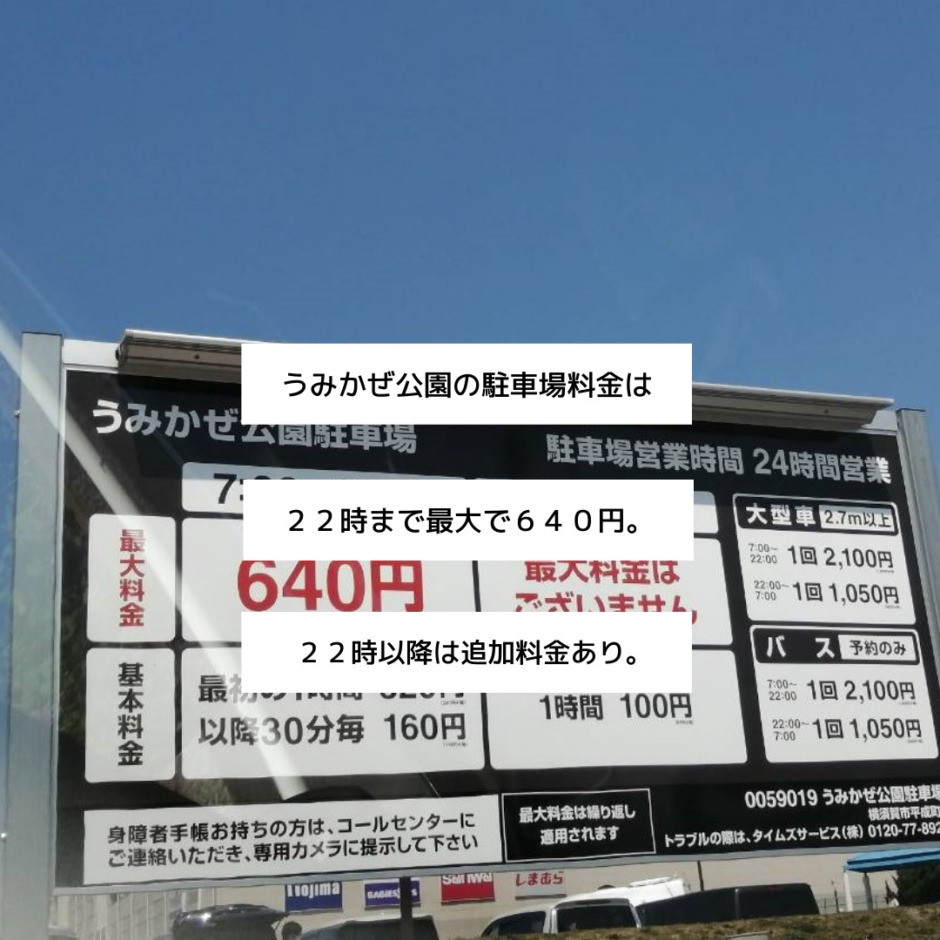 うみかぜ公園の駐車場料金は
２２時まで最大で６４０円。
２２時以降は追加料金あり。
うみかぜ公園駐車場
駐車場営業時間 24時間営業
最大料金
640円
最大料金は
ございません
基本料金
最初の1時間 320円
以降30分毎 160円
1時間 100円
大型車 2.7m以上
7:00～22:00 1回 2,100円
22:00～7:00 1回 1,050円
バス 予約のみ
7:00～22:00 1回 2,100円
22:00～7:00 1回 1,050円
身障者手帳お持ちの方は、コールセンターに
ご連絡いただき、専用カメラに提示して下さい
最大料金は繰り返し
適用されます
0059019 うみかぜ公園駐車場
横須賀市平成町
トラブルの際は、タイムズサービス(株) 0120-77-892
Nojima
しまむら